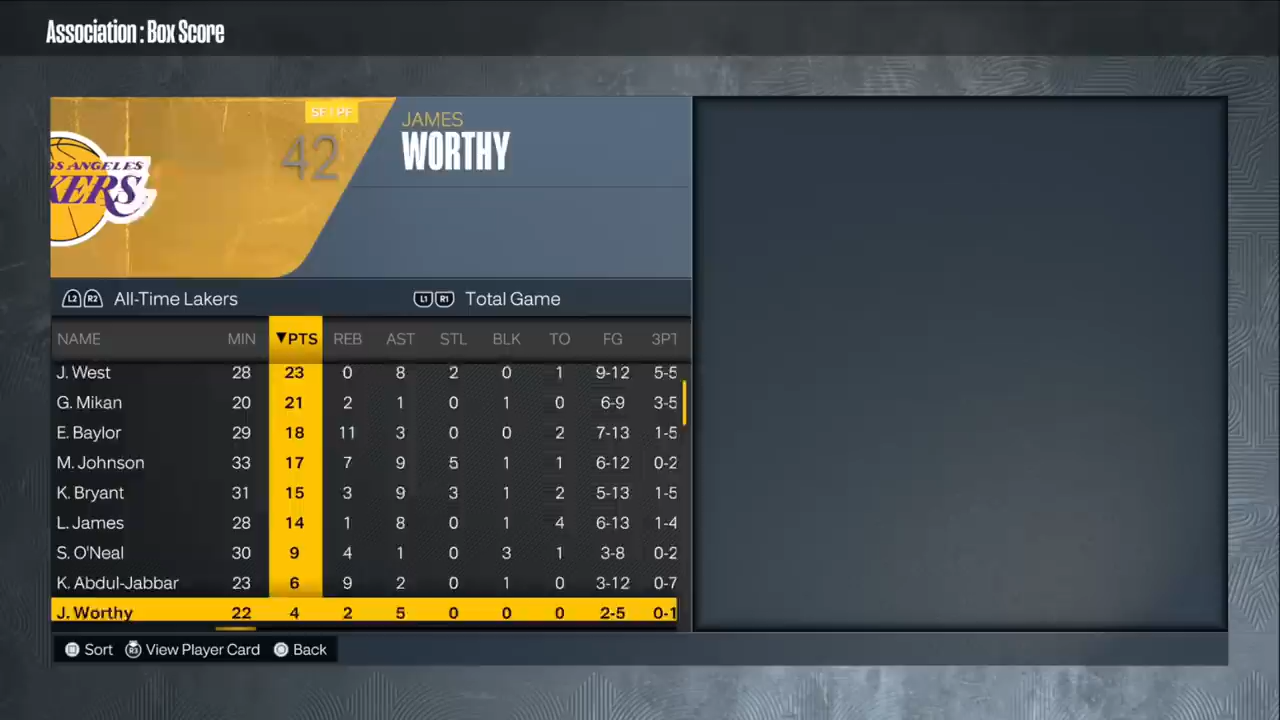 Association : Box Score
SF / PF
42
JAMES
WORTHY
LOS ANGELES
LAKERS
L2 R2 All-Time Lakers L1 R1 Total Game
NAME MIN ▼PTS REB AST STL BLK TO FG 3PT
J. West 28 23 0 8 2 0 1 9-12 5-5
G. Mikan 20 21 2 1 0 1 0 6-9 3-5
E. Baylor 29 18 11 3 0 0 2 7-13 1-5
M. Johnson 33 17 7 9 5 1 1 6-12 0-2
K. Bryant 31 15 3 9 3 1 2 5-13 1-5
L. James 28 14 1 8 0 1 4 6-13 1-4
S. O'Neal 30 9 4 1 0 3 1 3-8 0-2
K. Abdul-Jabbar 23 6 9 2 0 1 0 3-12 0-7
J. Worthy 22 4 2 5 0 0 0 2-5 0-1
Sort R3 View Player Card Back